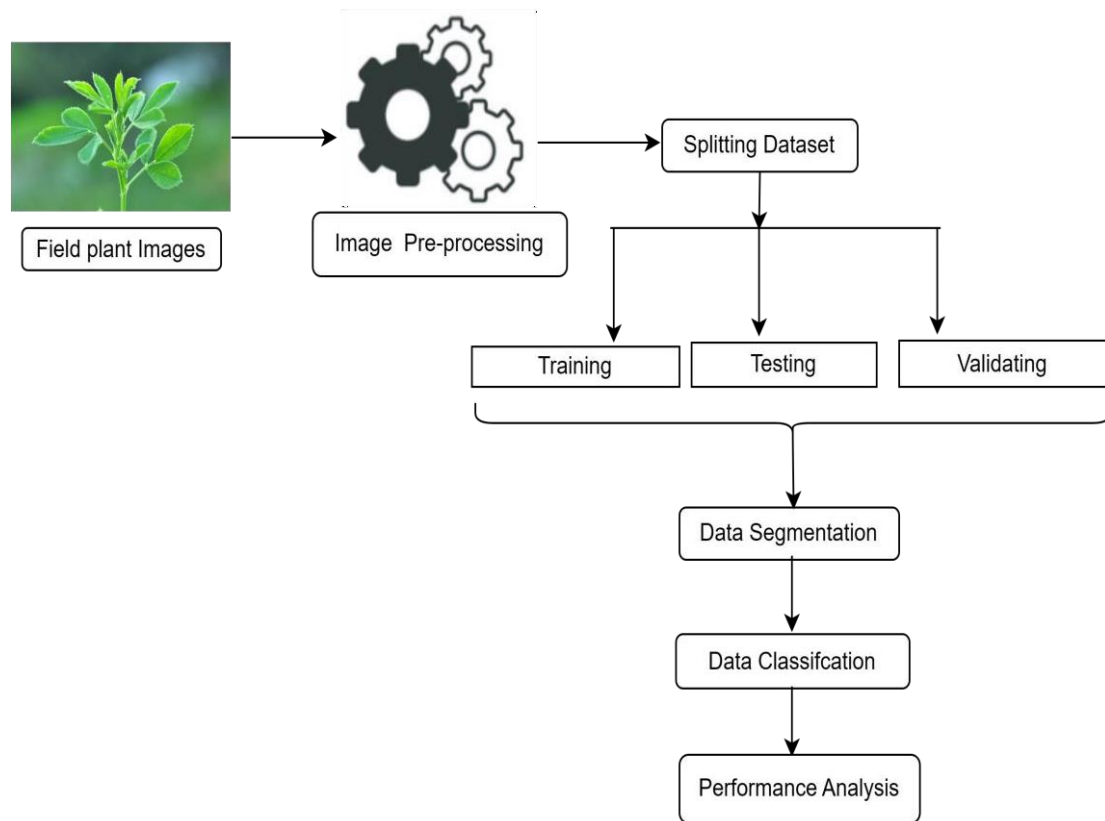 Field plant Images
Image Pre-processing
Splitting Dataset
Training
Testing
Validating
Data Segmentation
Data Classifcation
Performance Analysis